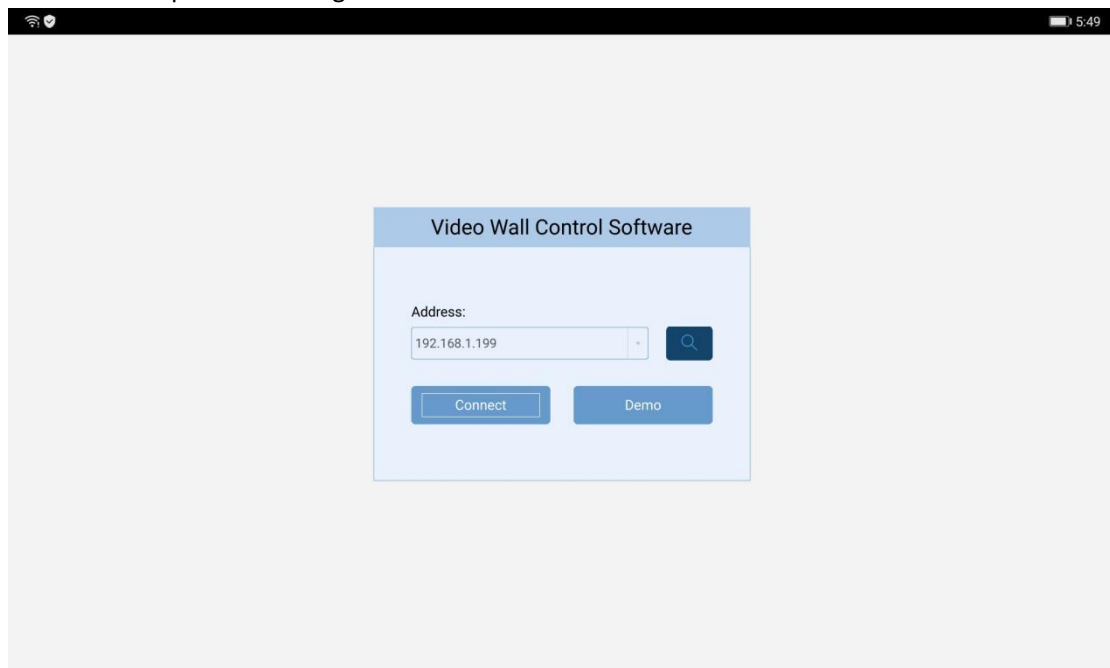 5:49
Video Wall Control Software
Address:
192.168.1.199
Connect Demo